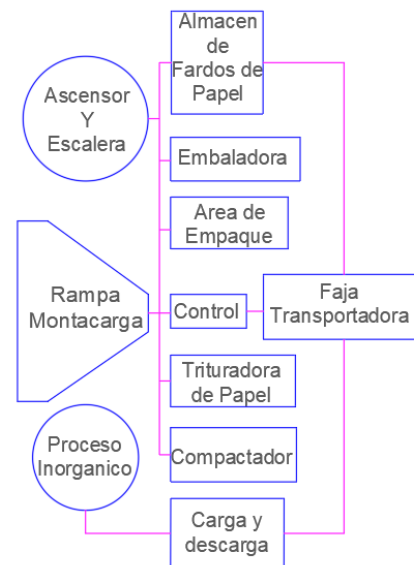 Almacen
de
Fardos de
Papel
Ascensor
Y
Escalera
Embaladora
Area de
Empaque
Rampa
Montacarga
Control
Faja
Transportadora
Trituradora
de Papel
Proceso
Inorganico
Compactador
Carga y
descarga